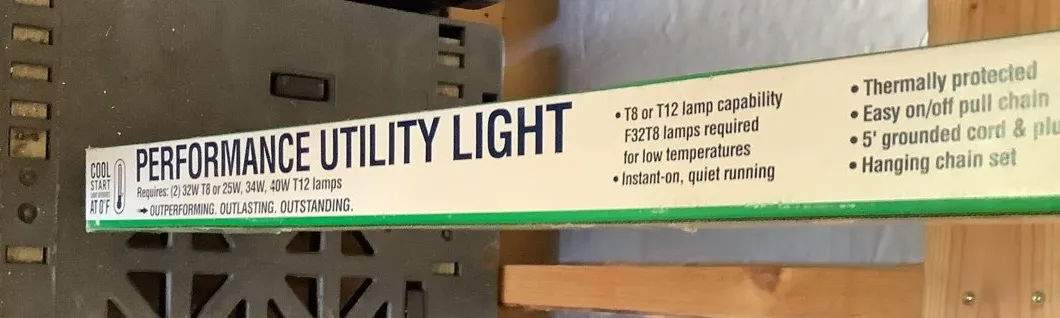 COOL
START
LIGHT OPERATES
AT 0°F
PERFORMANCE UTILITY LIGHT
Requires: (2) 32W T8 or 25W, 34W, 40W T12 lamps
→ OUTPERFORMING. OUTLASTING. OUTSTANDING.
• T8 or T12 lamp capability
F32T8 lamps required
for low temperatures
• Instant-on, quiet running
• Thermally protected
• Easy on/off pull chain
• 5' grounded cord & plu
• Hanging chain set